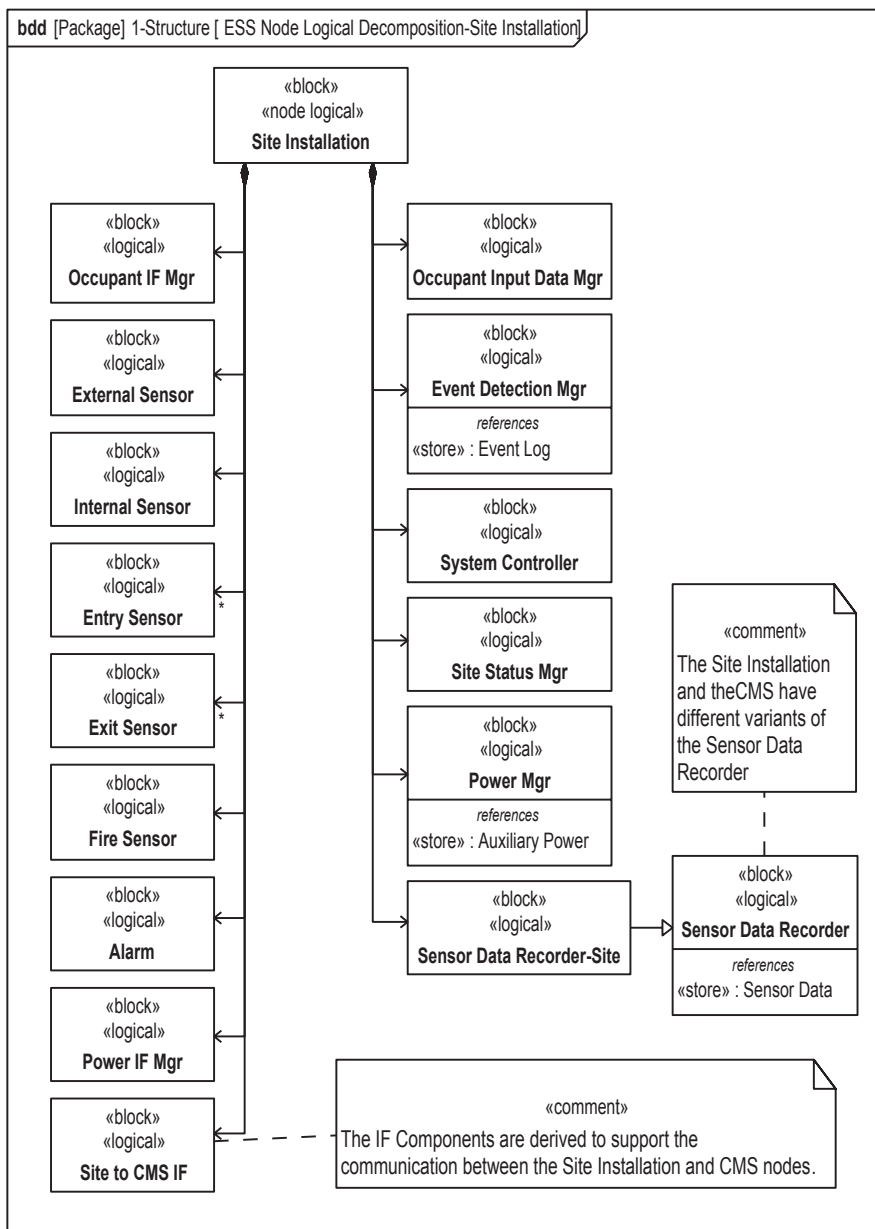 bdd [Package] 1-Structure [ ESS Node Logical Decomposition-Site Installation]
«block»
«node logical»
Site Installation
«block»
«logical»
Occupant IF Mgr
«block»
«logical»
External Sensor
«block»
«logical»
Internal Sensor
«block»
«logical»
Entry Sensor
*
«block»
«logical»
Exit Sensor
*
«block»
«logical»
Fire Sensor
«block»
«logical»
Alarm
«block»
«logical»
Power IF Mgr
«block»
«logical»
Site to CMS IF
«block»
«logical»
Occupant Input Data Mgr
«block»
«logical»
Event Detection Mgr
references
«store» : Event Log
«block»
«logical»
System Controller
«block»
«logical»
Site Status Mgr
«block»
«logical»
Power Mgr
references
«store» : Auxiliary Power
«block»
«logical»
Sensor Data Recorder-Site
«comment»
The Site Installation
and theCMS have
different variants of
the Sensor Data
Recorder
«block»
«logical»
Sensor Data Recorder
references
«store» : Sensor Data
«comment»
The IF Components are derived to support the
communication between the Site Installation and CMS nodes.